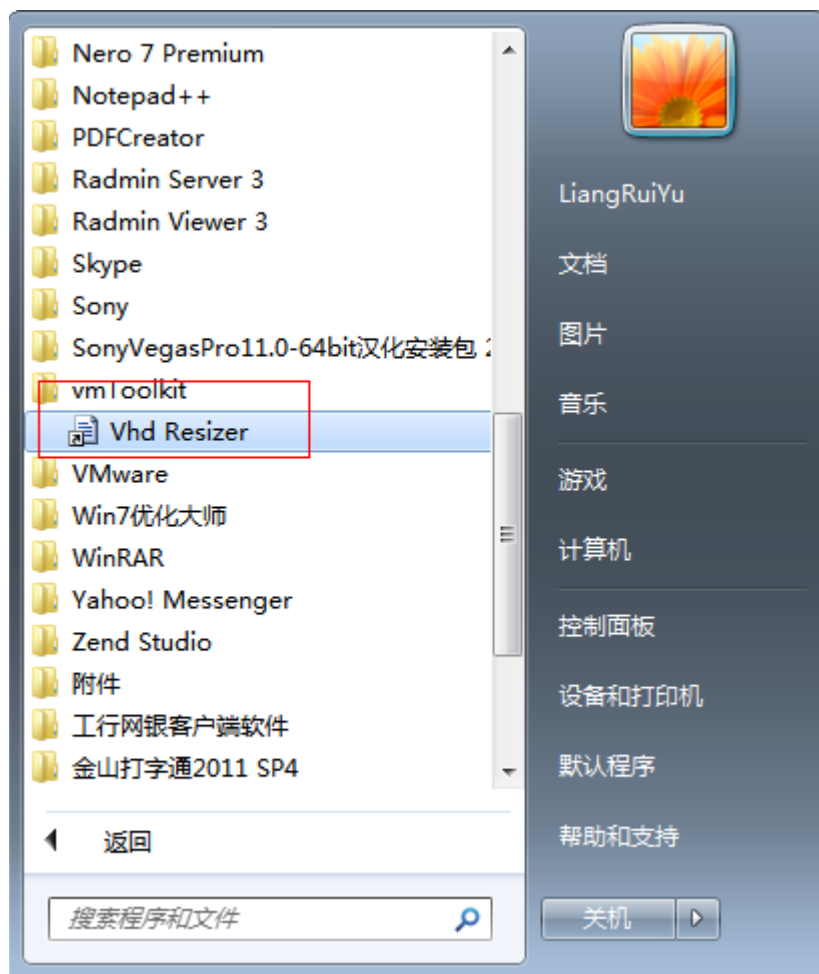 Nero 7 Premium
Notepad++
PDFCreator
Radmin Server 3
Radmin Viewer 3
Skype
Sony
SonyVegasPro11.0-64bit汉化安装包 2
vmToolkit
Vhd Resizer
VMware
Win7优化大师
WinRAR
Yahoo! Messenger
Zend Studio
附件
工行网银客户端软件
金山打字通2011 SP4
返回
搜索程序和文件
LiangRuiYu
文档
图片
音乐
游戏
计算机
控制面板
设备和打印机
默认程序
帮助和支持
关机